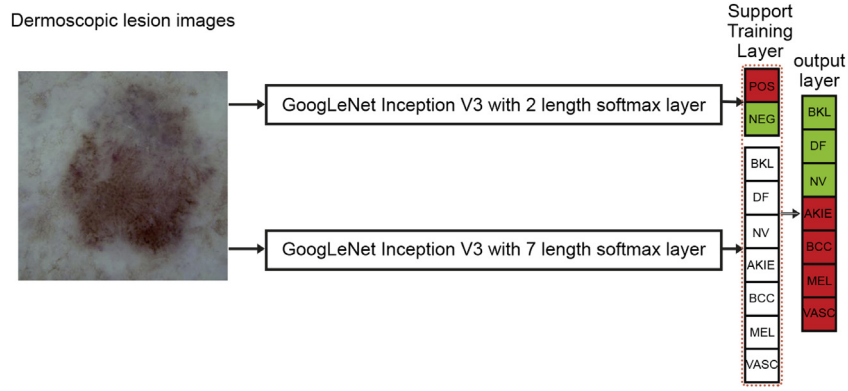 Dermoscopic lesion images
GoogLeNet Inception V3 with 2 length softmax layer
GoogLeNet Inception V3 with 7 length softmax layer
Support
Training
Layer
POS
NEG
BKL
DF
NV
AKIE
BCC
MEL
VASC
output
layer
BKL
DF
NV
AKIE
BCC
MEL
VASC